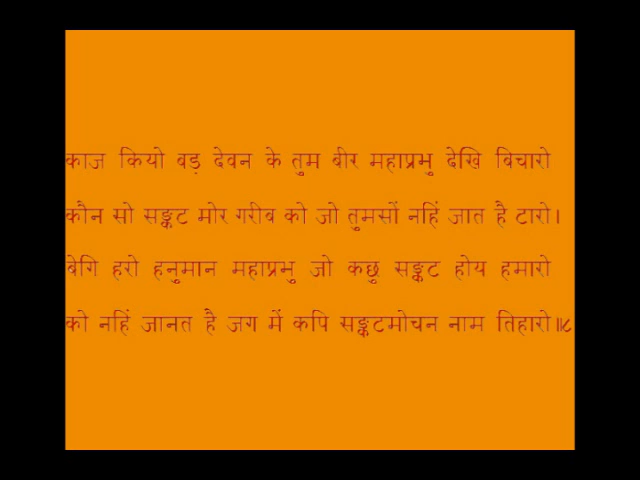 काज कियो बड़ देवन के तुम बीर महाप्रभु देखि बिचारो
कौन सो सङ्कट मोर गरीब को जो तुमसों नहिं जात है टारो।
बेगि हरो हनुमान महाप्रभु जो कछु सङ्कट होय हमारो
को नहिं जानत है जग में कपि सङ्कटमोचन नाम तिहारो॥८